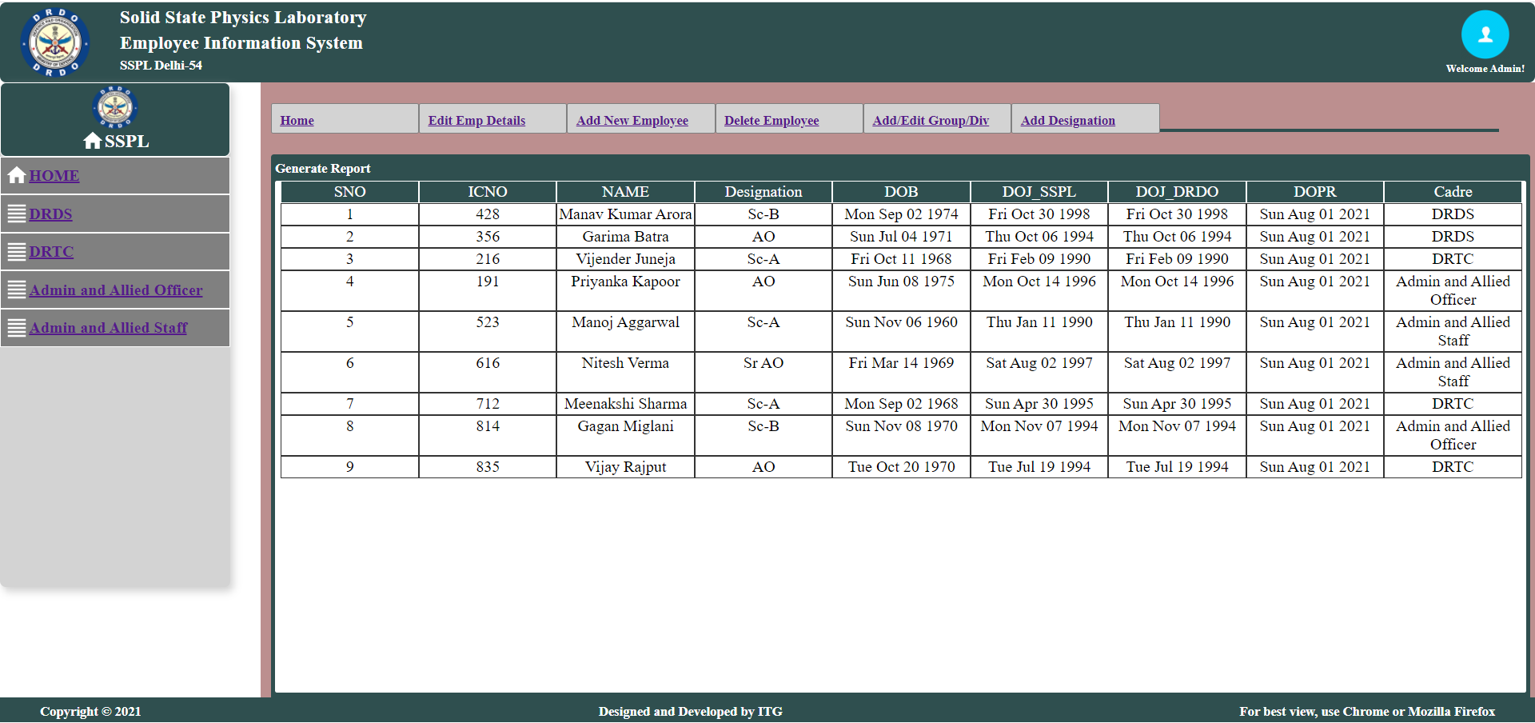 DRDO
Solid State Physics Laboratory
Employee Information System
SSPL Delhi-54
DRDO
Welcome Admin!
SSPL
HOME
DRDS
DRTC
Admin and Allied Officer
Admin and Allied Staff
Home Edit Emp Details Add New Employee Delete Employee Add/Edit Group/Div Add Designation
Generate Report
SNO ICNO NAME Designation DOB DOJ_SSPL DOJ_DRDO DOPR Cadre
1 428 Manav Kumar Arora Sc-B Mon Sep 02 1974 Fri Oct 30 1998 Fri Oct 30 1998 Sun Aug 01 2021 DRDS
2 356 Garima Batra AO Sun Jul 04 1971 Thu Oct 06 1994 Thu Oct 06 1994 Sun Aug 01 2021 DRDS
3 216 Vijender Juneja Sc-A Fri Oct 11 1968 Fri Feb 09 1990 Fri Feb 09 1990 Sun Aug 01 2021 DRTC
4 191 Priyanka Kapoor AO Sun Jun 08 1975 Mon Oct 14 1996 Mon Oct 14 1996 Sun Aug 01 2021 Admin and Allied
Officer
5 523 Manoj Aggarwal Sc-A Sun Nov 06 1960 Thu Jan 11 1990 Thu Jan 11 1990 Sun Aug 01 2021 Admin and Allied
Staff
6 616 Nitesh Verma Sr AO Fri Mar 14 1969 Sat Aug 02 1997 Sat Aug 02 1997 Sun Aug 01 2021 Admin and Allied
Staff
7 712 Meenakshi Sharma Sc-A Mon Sep 02 1968 Sun Apr 30 1995 Sun Apr 30 1995 Sun Aug 01 2021 DRTC
8 814 Gagan Miglani Sc-B Sun Nov 08 1970 Mon Nov 07 1994 Mon Nov 07 1994 Sun Aug 01 2021 Admin and Allied
Officer
9 835 Vijay Rajput AO Tue Oct 20 1970 Tue Jul 19 1994 Tue Jul 19 1994 Sun Aug 01 2021 DRTC
Copyright © 2021 Designed and Developed by ITG For best view, use Chrome or Mozilla Firefox